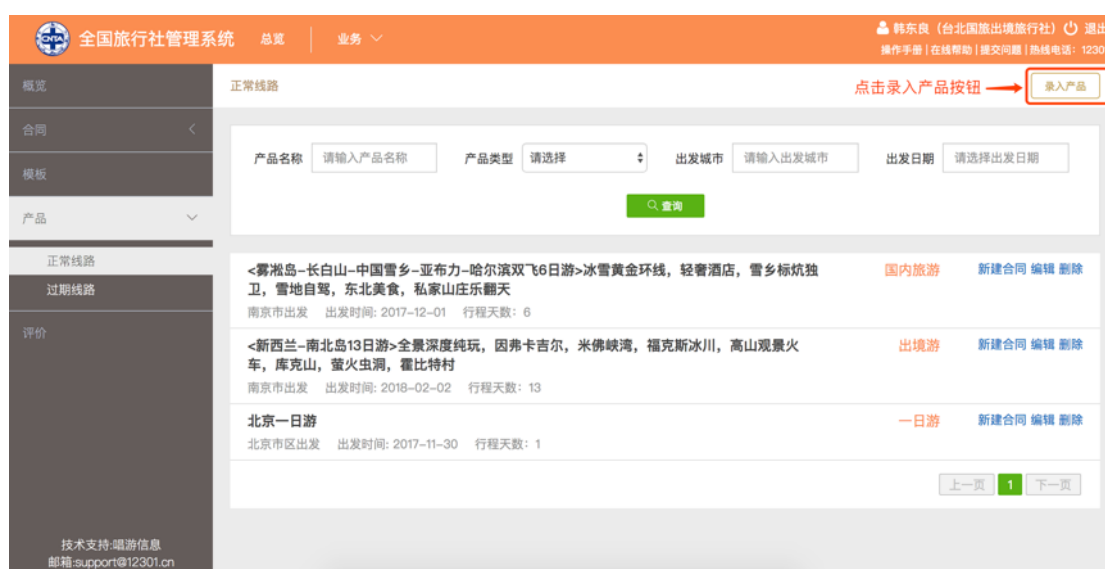 CNTA
全国旅行社管理系统
总览
业务
韩东良（台北国旅出境旅行社）
退出
操作手册|在线帮助|提交问题|热线电话：1230
概览
合同
模板
产品
正常线路
过期线路
评价
技术支持:唱游信息
邮箱:support@12301.cn
正常线路
点击录入产品按钮
录入产品
产品名称 请输入产品名称 产品类型 请选择 出发城市 请输入出发城市 出发日期 请选择出发日期
查询
<雾凇岛-长白山-中国雪乡-亚布力-哈尔滨双飞6日游>冰雪黄金环线，轻奢酒店，雪乡标炕独
卫，雪地自驾，东北美食，私家山庄乐翻天
国内旅游
新建合同 编辑 删除
南京市出发 出发时间: 2017-12-01 行程天数：6
<新西兰-南北岛13日游>全景深度纯玩，因弗卡吉尔，米佛峡湾，福克斯冰川，高山观景火
车，库克山，萤火虫洞，霍比特村
出境游
新建合同 编辑 删除
南京市出发 出发时间: 2018-02-02 行程天数：13
北京一日游
一日游
新建合同 编辑 删除
北京市区出发 出发时间: 2017-11-30 行程天数：1
上一页 1 下一页